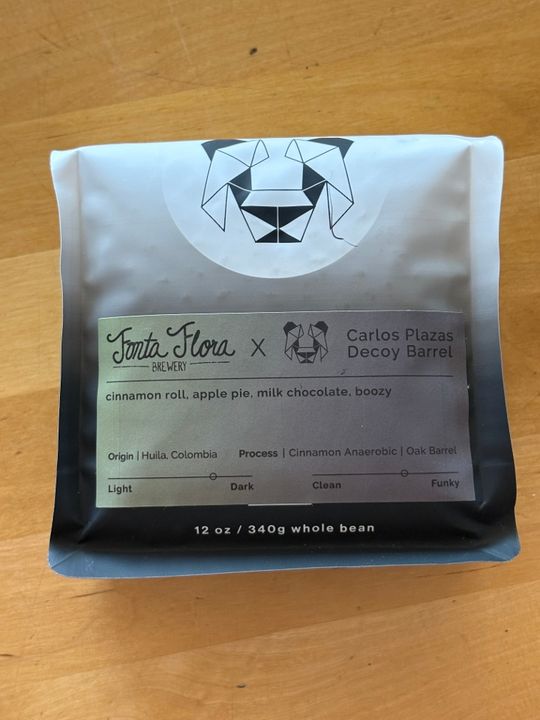 Fonta Flora
BREWERY
X
Carlos Plazas
Decoy Barrel
cinnamon roll, apple pie, milk chocolate, boozy
Origin | Huila, Colombia Process | Cinnamon Anaerobic | Oak Barrel
Light Dark Clean Funky
12 oz / 340g whole bean